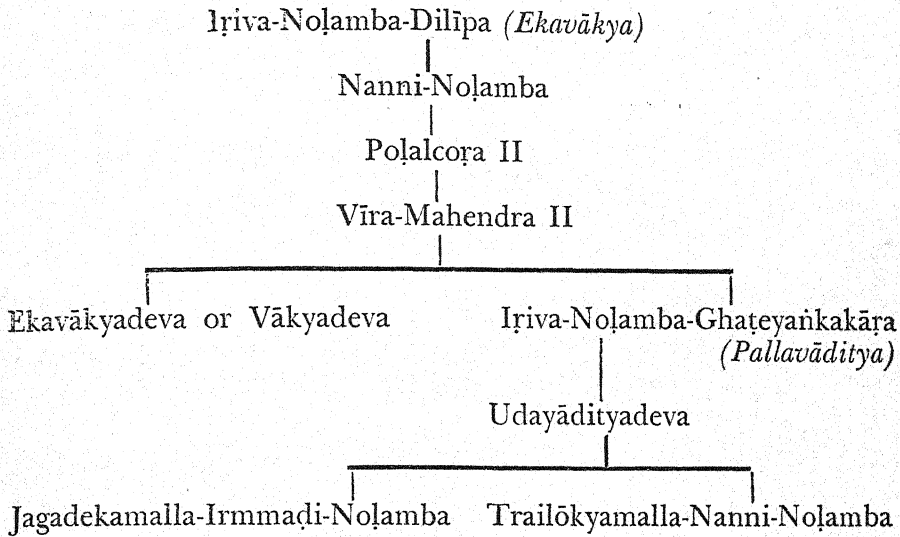 Iṛiva-Noḷamba-Dilīpa (Ekavākya)
Nanni-Noḷamba
Poḷalcoṛa II
Vīra-Mahendra II
Ekavākyadeva or Vākyadeva
Iṛiva-Noḷamba-Ghaṭeyaṅkakāṛa
(Pallavāditya)
Udayādityadeva
Jagadekamalla-Irmmaḍi-Noḷamba
Trailōkyamalla-Nanni-Noḷamba